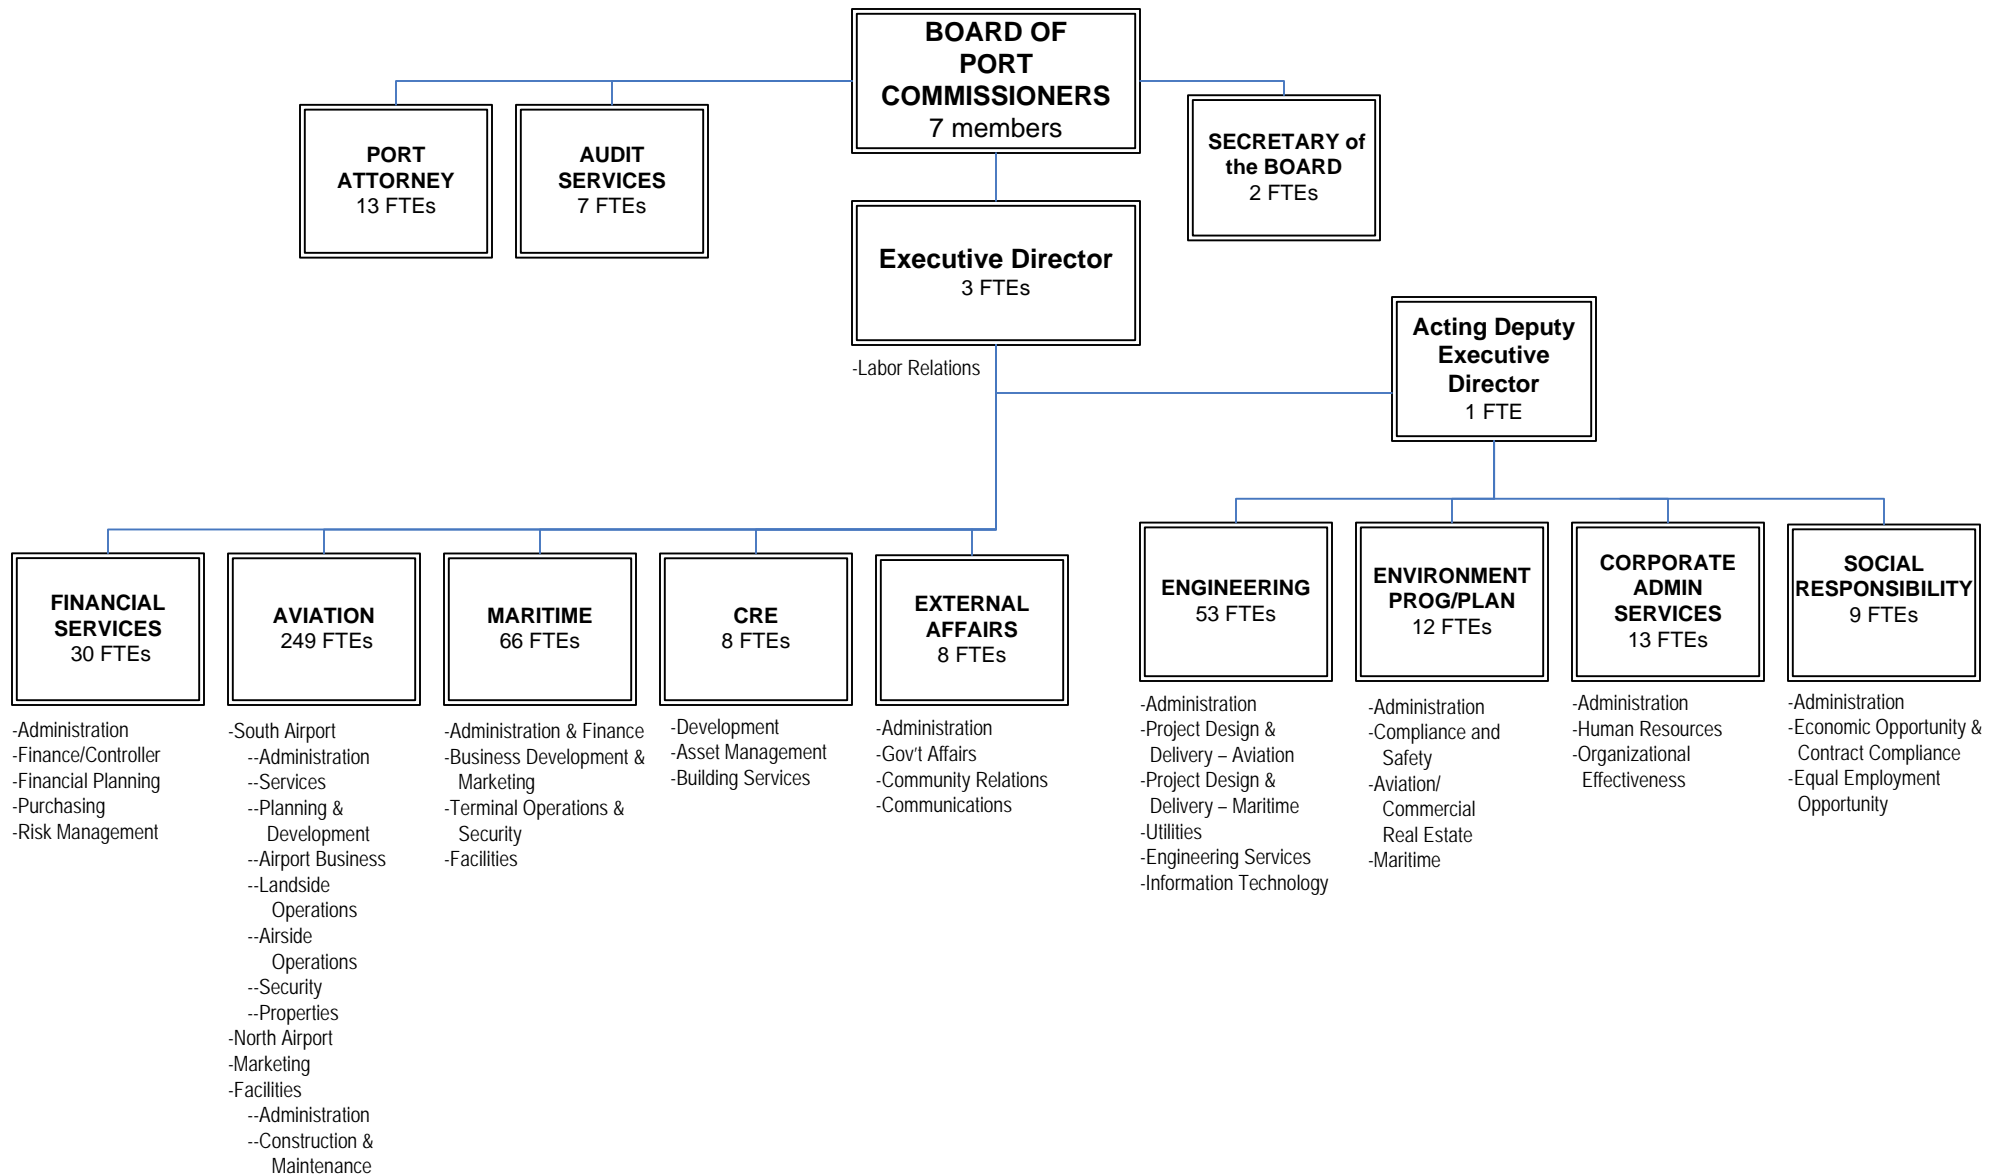 BOARD OF
PORT
COMMISSIONERS
7 members
PORT
ATTORNEY
13 FTEs
AUDIT
SERVICES
7 FTEs
SECRETARY of
the BOARD
2 FTEs
Executive Director
3 FTEs
-Labor Relations
Acting Deputy
Executive
Director
1 FTE
FINANCIAL
SERVICES
30 FTEs
-Administration
-Finance/Controller
-Financial Planning
-Purchasing
-Risk Management
AVIATION
249 FTEs
-South Airport
--Administration
--Services
--Planning &
Development
--Airport Business
--Landside
Operations
--Airside
Operations
--Security
--Properties
-North Airport
-Marketing
-Facilities
--Administration
--Construction &
Maintenance
MARITIME
66 FTEs
-Administration & Finance
-Business Development &
Marketing
-Terminal Operations &
Security
-Facilities
CRE
8 FTEs
-Development
-Asset Management
-Building Services
EXTERNAL
AFFAIRS
8 FTEs
-Administration
-Gov't Affairs
-Community Relations
-Communications
ENGINEERING
53 FTEs
-Administration
-Project Design &
Delivery – Aviation
-Project Design &
Delivery – Maritime
-Utilities
-Engineering Services
-Information Technology
ENVIRONMENT
PROG/PLAN
12 FTEs
-Administration
-Compliance and
Safety
-Aviation/
Commercial
Real Estate
-Maritime
CORPORATE
ADMIN
SERVICES
13 FTEs
-Administration
-Human Resources
-Organizational
Effectiveness
SOCIAL
RESPONSIBILITY
9 FTEs
-Administration
-Economic Opportunity &
Contract Compliance
-Equal Employment
Opportunity